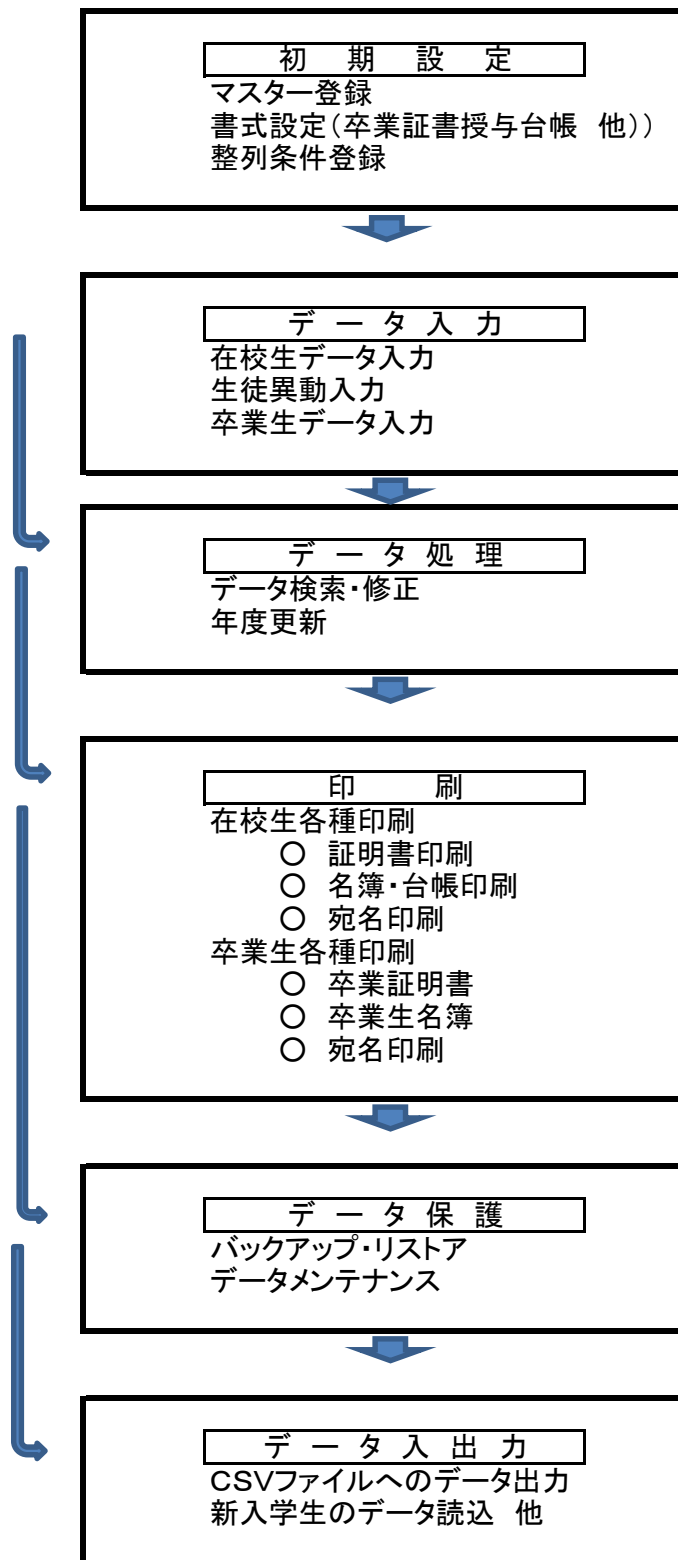 初 期 設 定
マスター登録
書式設定(卒業証書授与台帳 他))
整列条件登録
デ ー タ 入 力
在校生データ入力
生徒異動入力
卒業生データ入力
デ ー タ 処 理
データ検索・修正
年度更新
印 刷
在校生各種印刷
○ 証明書印刷
○ 名簿・台帳印刷
○ 宛名印刷
卒業生各種印刷
○ 卒業証明書
○ 卒業生名簿
○ 宛名印刷
デ ー タ 保 護
バックアップ・リストア
データメンテナンス
デ ー タ 入 出 力
CSVファイルへのデータ出力
新入学生のデータ読込 他